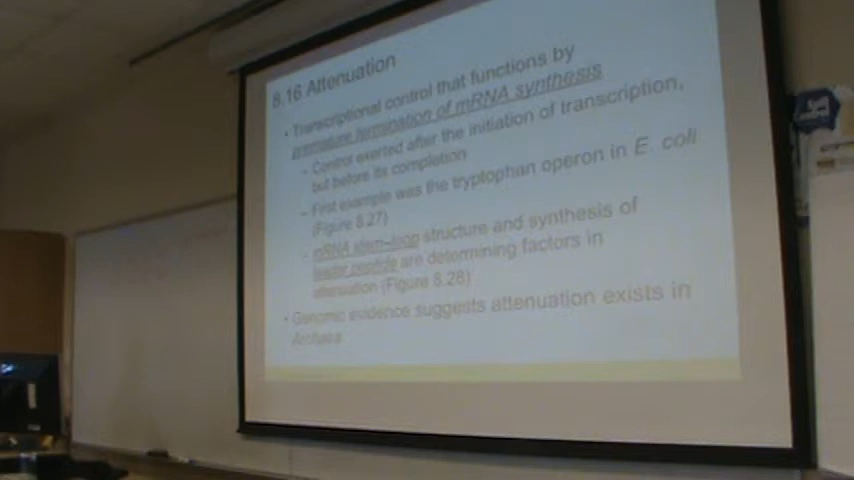 8.16 Attenuation
• Transcriptional control that functions by
premature termination of mRNA synthesis
– Control exerted after the initiation of transcription,
but before its completion
– First example was the tryptophan operon in E. coli
(Figure 8.27)
– mRNA stem–loop structure and synthesis of
leader peptide are determining factors in
attenuation (Figure 8.28)
• Genomic evidence suggests attenuation exists in
Archaea